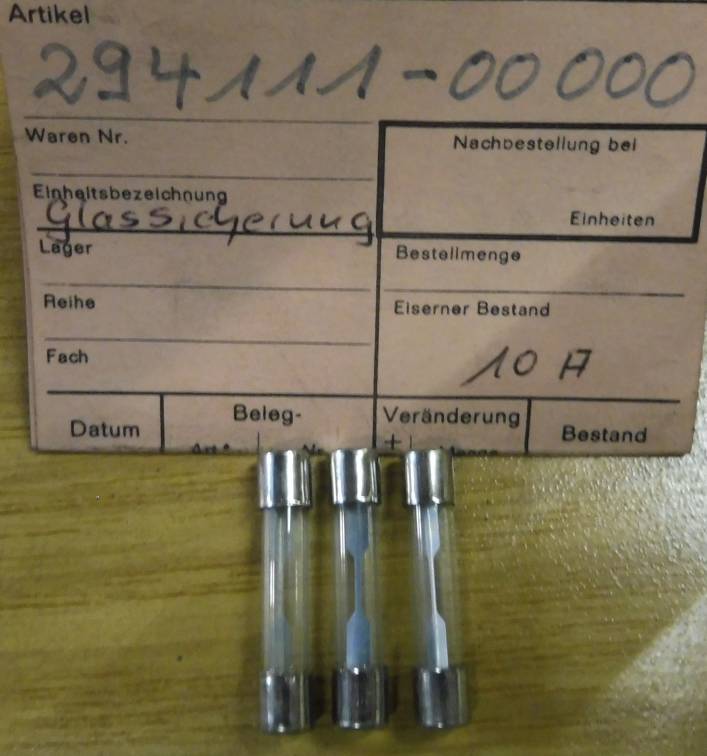 Artikel
294111-00000
Waren Nr.
Nachbestellung bei
Einheiten
Einheitsbezeichnung
Glassicherung
Lager
Bestellmenge
Reihe
Eiserner Bestand
Fach
10 A
Datum
Beleg-
Veränderung
Bestand
+